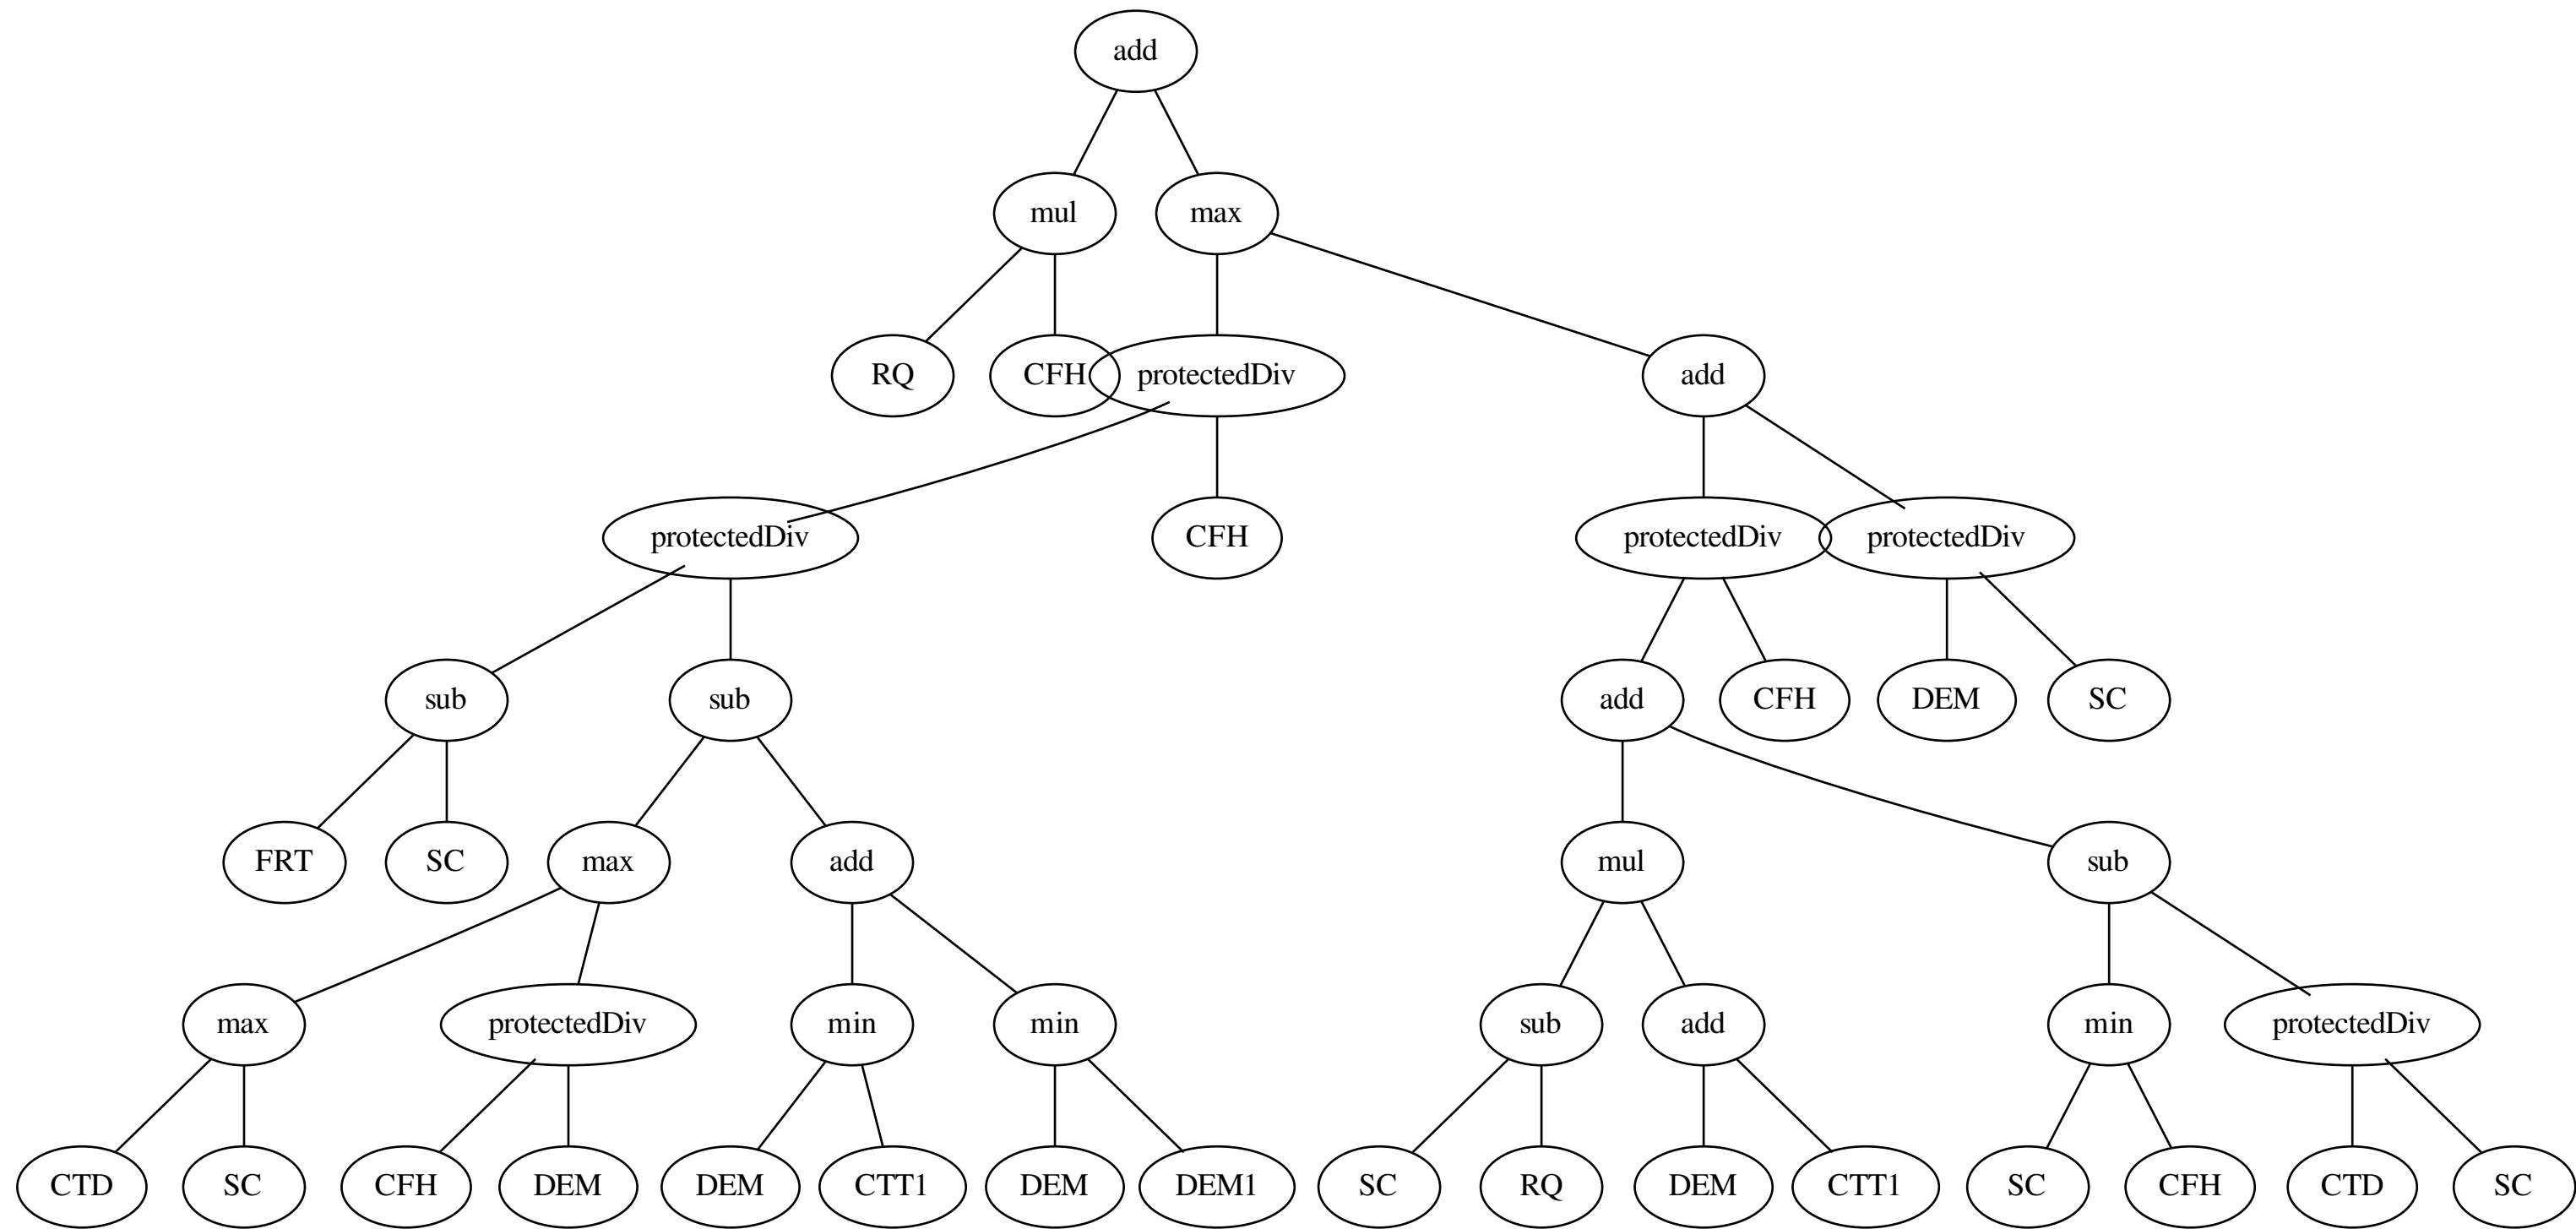 add
mul max
RQ CFH protectedDiv add
protectedDiv CFH protectedDiv protectedDiv
sub sub add CFH DEM SC
FRT SC max add mul sub
max protectedDiv min min sub add min protectedDiv
CTD SC CFH DEM DEM CTT1 DEM DEM1 SC RQ DEM CTT1 SC CFH CTD SC